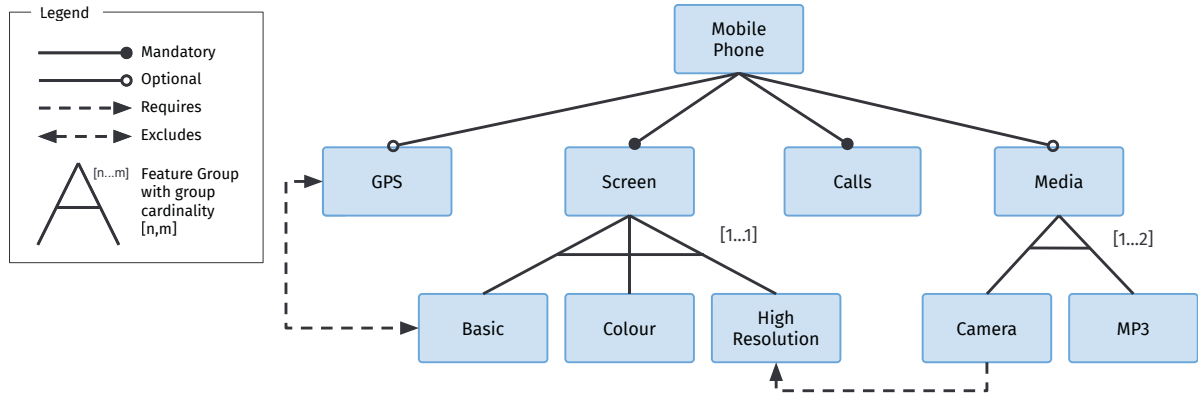 Legend
Mandatory
Optional
Requires
Excludes
[n...m]
Feature Group
with group
cardinality
[n,m]
Mobile
Phone
GPS
Screen
Calls
Media
[1...1]
[1...2]
Basic
Colour
High
Resolution
Camera
MP3